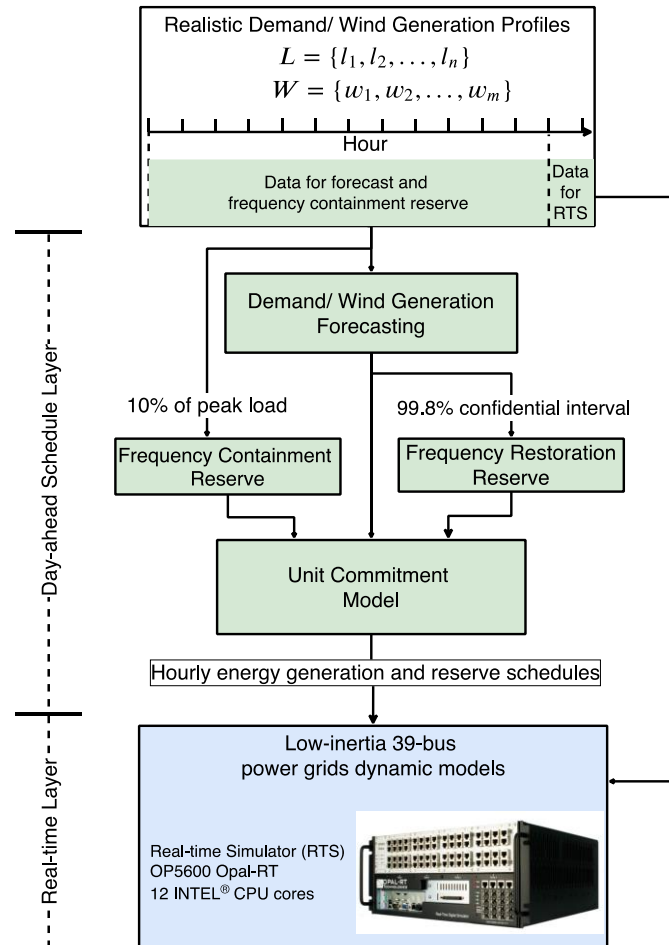 Realistic Demand/ Wind Generation Profiles
L = {l₁, l₂, . . . , lₙ}
W = {w₁, w₂, . . . , wₘ}
Hour
Data for forecast and
frequency containment reserve
Data
for
RTS
Day-ahead Schedule Layer
Demand/ Wind Generation
Forecasting
10% of peak load
99.8% confidential interval
Frequency Containment
Reserve
Frequency Restoration
Reserve
Unit Commitment
Model
Hourly energy generation and reserve schedules
Real-time Layer
Low-inertia 39-bus
power grids dynamic models
Real-time Simulator (RTS)
OP5600 Opal-RT
12 INTEL® CPU cores
OPAL-RT